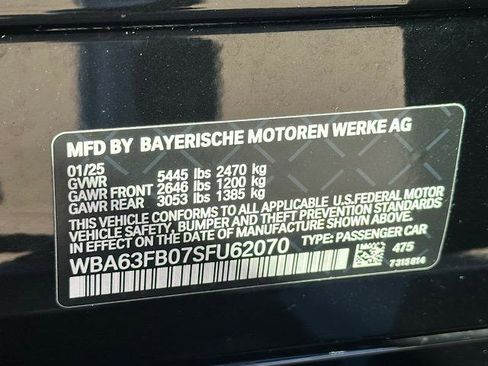 MFD BY BAYERISCHE MOTOREN WERKE AG
01/25
GVWR 5445 lbs 2470 kg
GAWR FRONT 2646 lbs 1200 kg
GAWR REAR 3053 lbs 1385 kg
THIS VEHICLE CONFORMS TO ALL APPLICABLE U.S.FEDERAL MOTOR
VEHICLE SAFETY, BUMPER AND THEFT PREVENTION STANDARDS
IN EFFECT ON THE DATE OF MANUFACTURE SHOWN ABOVE.
WBA63FB07SFU62070 TYPE: PASSENGER CAR
475
7315814